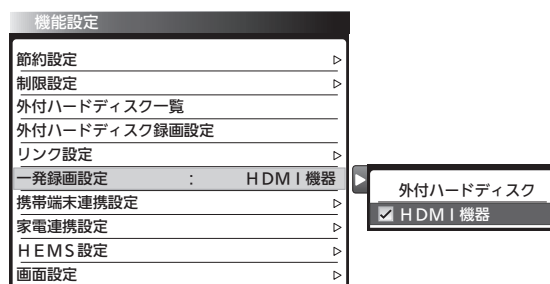 機能設定
節約設定
制限設定
外付ハードディスク一覧
外付ハードディスク録画設定
リンク設定
一発録画設定 : HDMI機器
携帯端末連携設定
家電連携設定
HEMS設定
画面設定
外付ハードディスク
HDMI機器